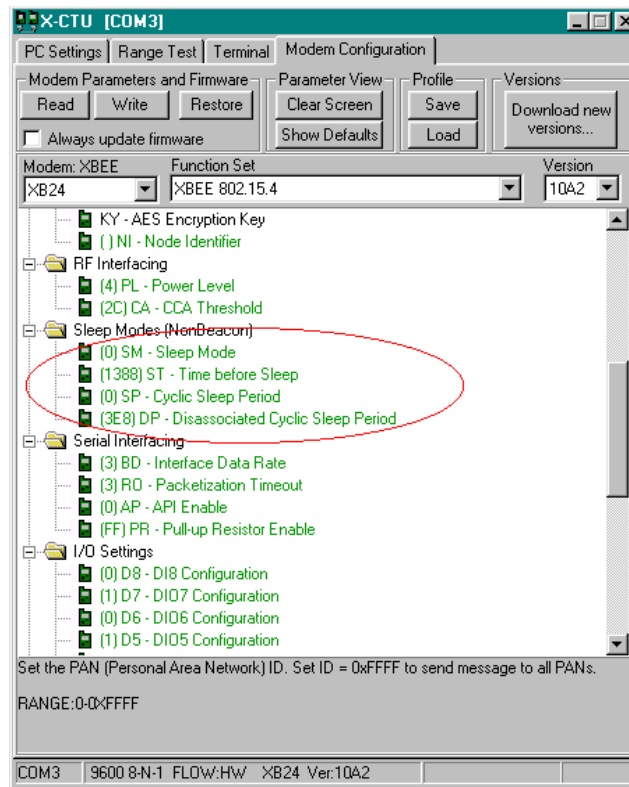 X-CTU [COM3]
PC Settings Range Test Terminal Modem Configuration
Modem Parameters and Firmware Parameter View Profile Versions
Read Write Restore Clear Screen Save Download new versions...
Always update firmware Show Defaults Load
Modem: XBEE Function Set Version
XB24 XBEE 802.15.4 10A2
KY - AES Encryption Key
( ) NI - Node Identifier
RF Interfacing
(4) PL - Power Level
(2C) CA - CCA Threshold
Sleep Modes (NonBeacon)
(0) SM - Sleep Mode
(1388) ST - Time before Sleep
(0) SP - Cyclic Sleep Period
(3E8) DP - Disassociated Cyclic Sleep Period
Serial Interfacing
(3) BD - Interface Data Rate
(3) RO - Packetization Timeout
(0) AP - API Enable
(FF) PR - Pull-up Resistor Enable
I/O Settings
(0) D8 - DI8 Configuration
(1) D7 - DIO7 Configuration
(0) D6 - DIO6 Configuration
(1) D5 - DIO5 Configuration
Set the PAN (Personal Area Network) ID. Set ID = 0xFFFF to send message to all PANs.
RANGE:0-0XFFFF
COM3 9600 8-N-1 FLOW:HW XB24 Ver:10A2